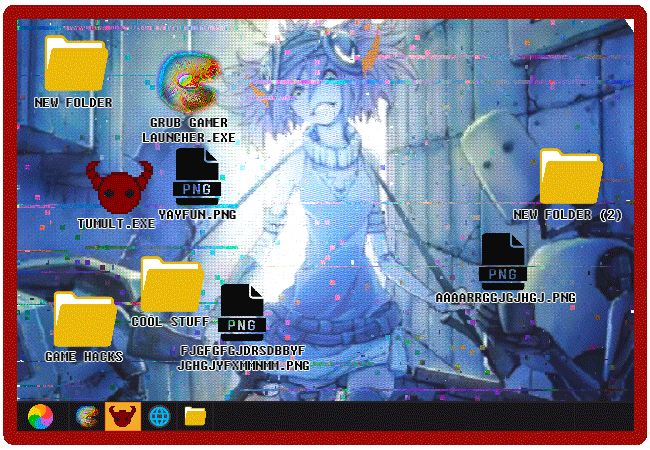 NEW FOLDER
GRUB GAMER
LAUNCHER.EXE
PNG
TUMULT.EXE
YAYFUN.PNG
NEW FOLDER (2)
PNG
AAAARRGGJGJHGJ.PNG
COOL STUFF
PNG
GAME HACKS
FJGFGFGJDRSDBBYF
JGHGJYFXMMNMM.PNG